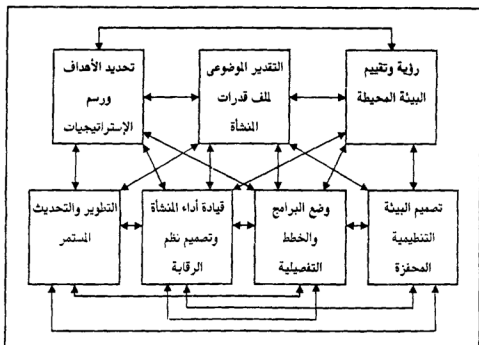 رؤية وتقييم
البيئة المحيطة
التقدير الموضوعى
لملف قدرات
المنشأة
تحديد الأهداف
ورسم
الإستراتيجيات
تصميم البيئة
التنظيمية
المحفزة
وضع البرامج
والخطط
التفصيلية
قيادة أداء المنشأة
وتصميم نظم
الرقابة
التطوير والتحديث
المستمر